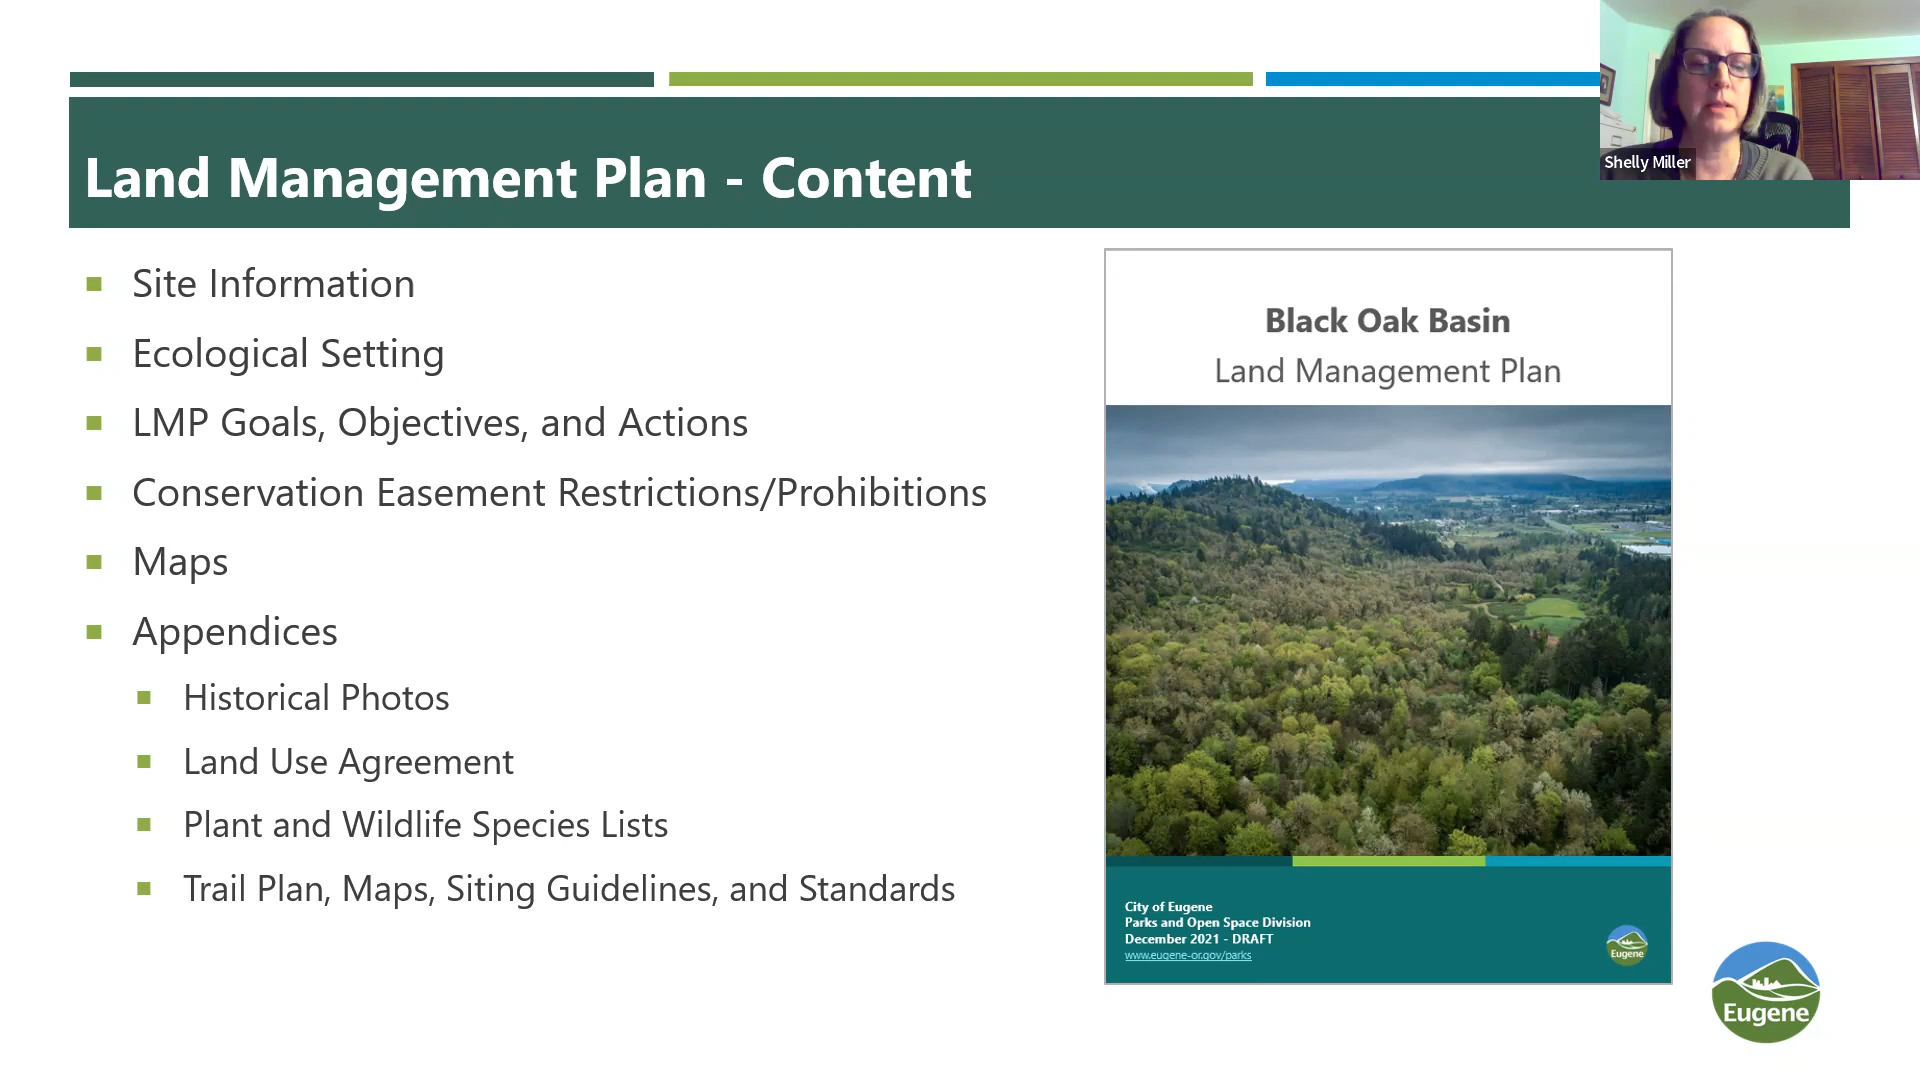 Land Management Plan - Content
Shelly Miller
Site Information
Ecological Setting
LMP Goals, Objectives, and Actions
Conservation Easement Restrictions/Prohibitions
Maps
Appendices
Historical Photos
Land Use Agreement
Plant and Wildlife Species Lists
Trail Plan, Maps, Siting Guidelines, and Standards
Black Oak Basin
Land Management Plan
City of Eugene
Parks and Open Space Division
December 2021 - DRAFT
www.eugene-or.gov/parks
Eugene
Eugene